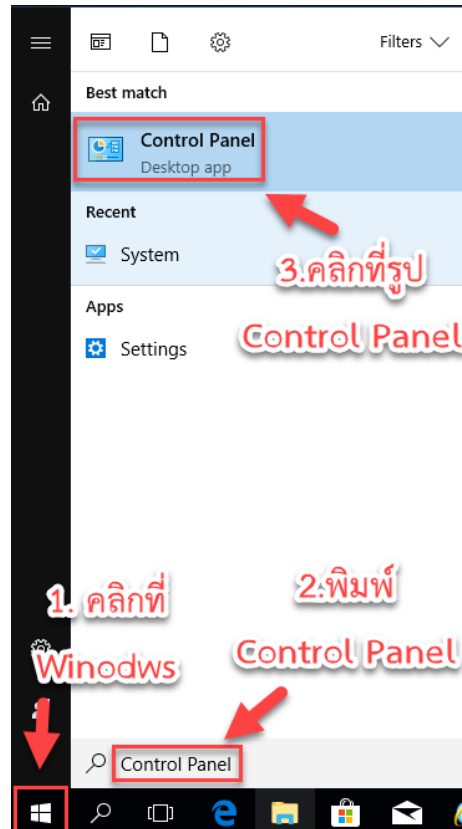 Filters
Best match
Control Panel
Desktop app
Recent
System
3.คลิกที่รูป
Control Panel
Apps
Settings
1. คลิกที่
Winodws
2.พิมพ์
Control Panel
Control Panel